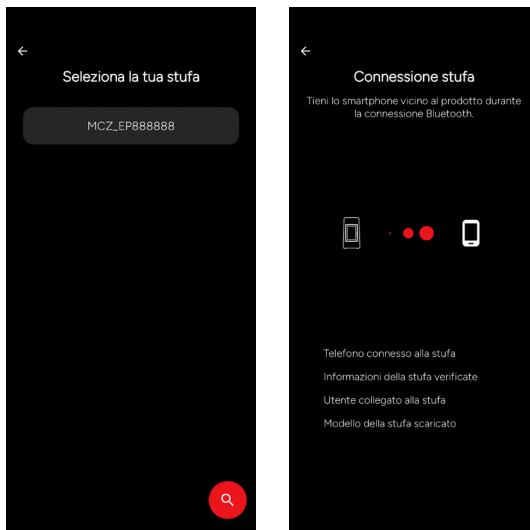 Seleziona la tua stufa
MCZ_EP888888
Connessione stufa
Tieni lo smartphone vicino al prodotto durante
la connessione Bluetooth.
Telefono connesso alla stufa
Informazioni della stufa verificate
Utente collegato alla stufa
Modello della stufa scaricato